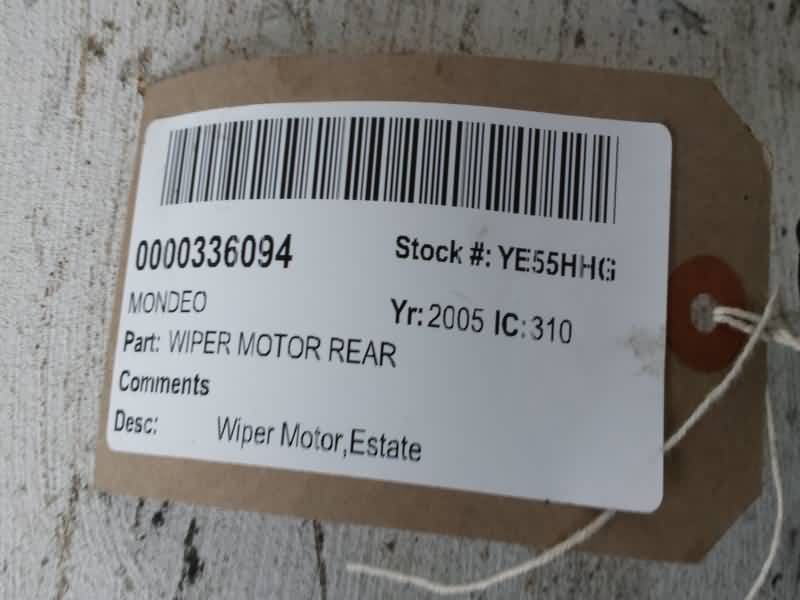 0000336094 Stock #: YE55HHG
MONDEO Yr: 2005 IC: 310
Part: WIPER MOTOR REAR
Comments
Desc: Wiper Motor,Estate